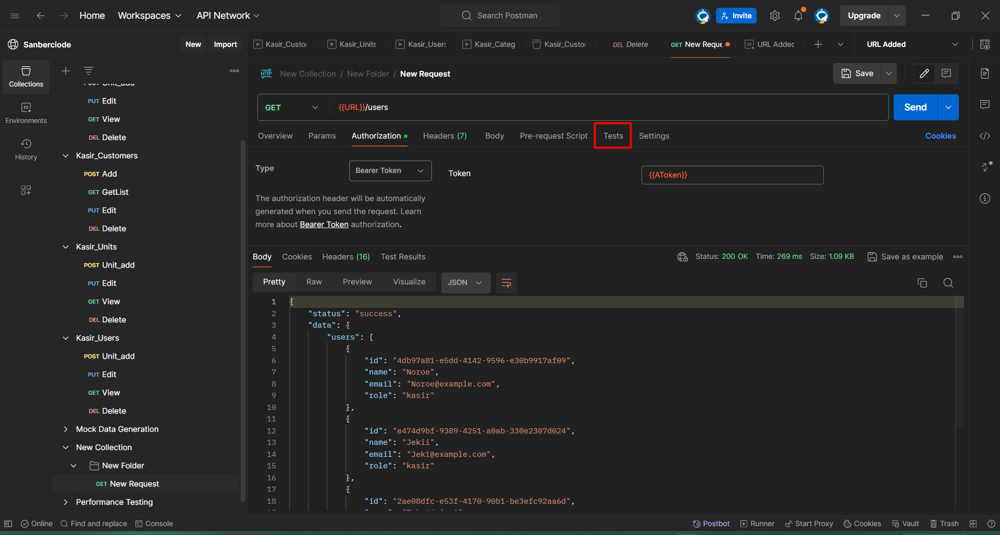 Home
Workspaces
API Network
Search Postman
Invite
Upgrade
Sanberciode
New
Import
Kasir_Custo
Kasir_Units
Kasir_Users
Kasir_Categ
Kasir_Custo
DEL Delete
GET New Reque
URL Added
URL Added
Collections
Environments
History
Unit_add
PUT Edit
GET View
DEL Delete
Kasir_Customers
POST Add
GET GetList
PUT Edit
DEL Delete
Kasir_Units
POST Unit_add
PUT Edit
GET View
DEL Delete
Kasir_Users
POST Unit_add
PUT Edit
GET View
DEL Delete
Mock Data Generation
New Collection
New Folder
GET New Request
Performance Testing
HTTP New Collection / New Folder / New Request
Save
GET
{{URL}}/users
Send
Overview
Params
Authorization
Headers (7)
Body
Pre-request Script
Tests
Settings
Cookies
Type
Bearer Token
The authorization header will be automatically
generated when you send the request. Learn
more about Bearer Token authorization.
Token
{{AToken}}
Body
Cookies
Headers (16)
Test Results
Status: 200 OK
Time: 269 ms
Size: 1.09 KB
Save as example
Pretty
Raw
Preview
Visualize
JSON
1 {
2 "status": "success",
3 "data": {
4 "users": [
5 {
6 "id": "4db97a81-e5dd-4142-9596-e30b9917af09",
7 "name": "Noroe",
8 "email": "Noroe@example.com",
9 "role": "kasir"
10 },
11 {
12 "id": "e474d9bf-9389-4251-a0ab-330e2307d024",
13 "name": "Jekii",
14 "email": "Jeki@example.com",
15 "role": "kasir"
16 },
17 {
18 "id": "2ae08dfc-e53f-4170-90b1-be3efc92aa6d",
Online
Find and replace
Console
Postbot
Runner
Start Proxy
Cookies
Vault
Trash